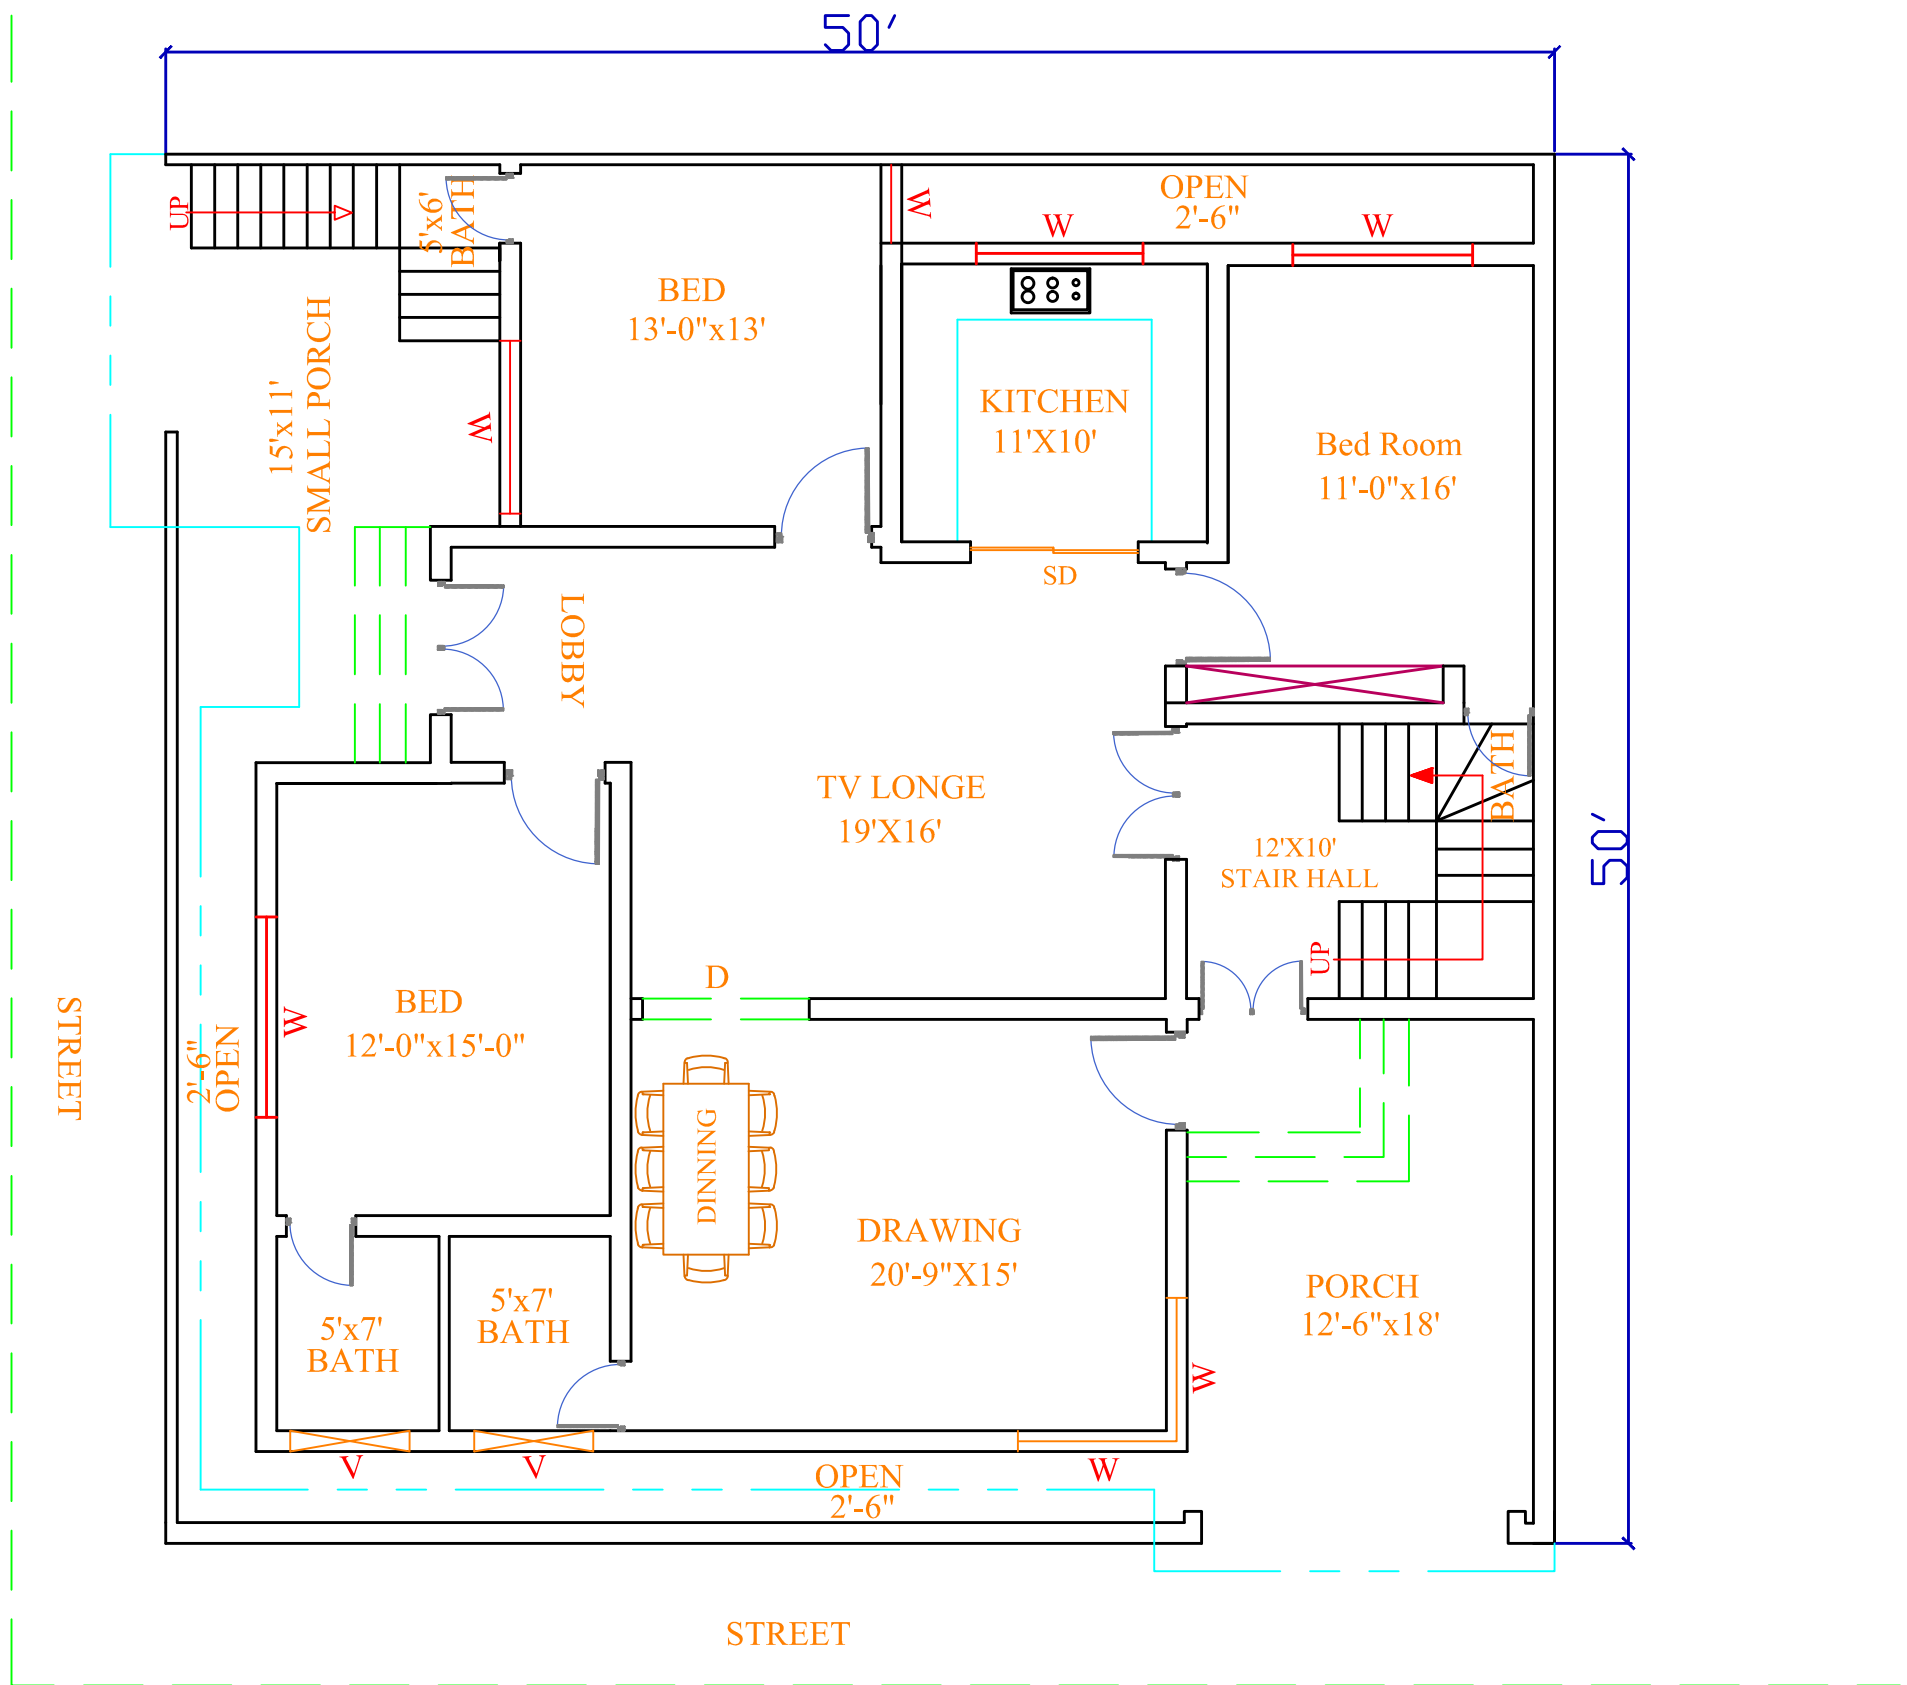 50'
UP
5'x6'
BATH
OPEN
2'-6"
W
W
W
BED
13'-0"x13'
15'x11'
SMALL PORCH
W
KITCHEN
11'X10'
Bed Room
11'-0"x16'
SD
LOBBY
TV LONGE
19'X16'
BATH
12'X10'
STAIR HALL
50'
UP
D
BED
12'-0"x15'-0"
W
STREET
2'-6"
OPEN
DINNING
DRAWING
20'-9"X15'
PORCH
12'-6"x18'
5'x7'
BATH
5'x7'
BATH
W
V
V
W
OPEN
2'-6"
STREET